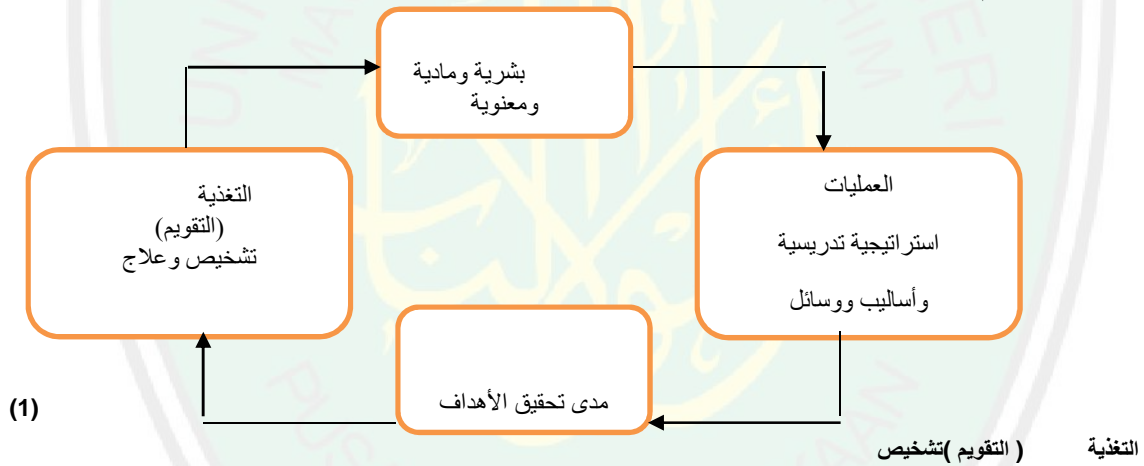 بشرية ومادية
ومعنوية
العمليات
استراتيجية تدريسية
وأساليب ووسائل
مدى تحقيق الأهداف
التغذية
(التقويم)
تشخيص وعلاج
(1)
التغذية ( التقويم )تشخيص